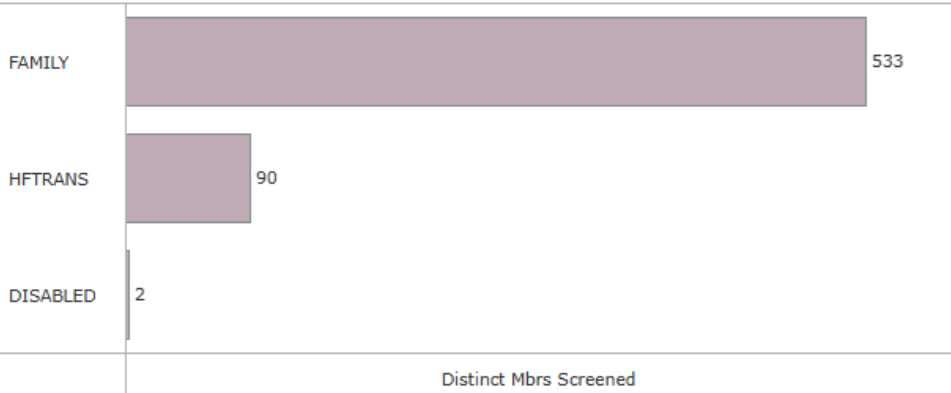 FAMILY 533
HFTRANS 90
DISABLED 2
Distinct Mbrs Screened